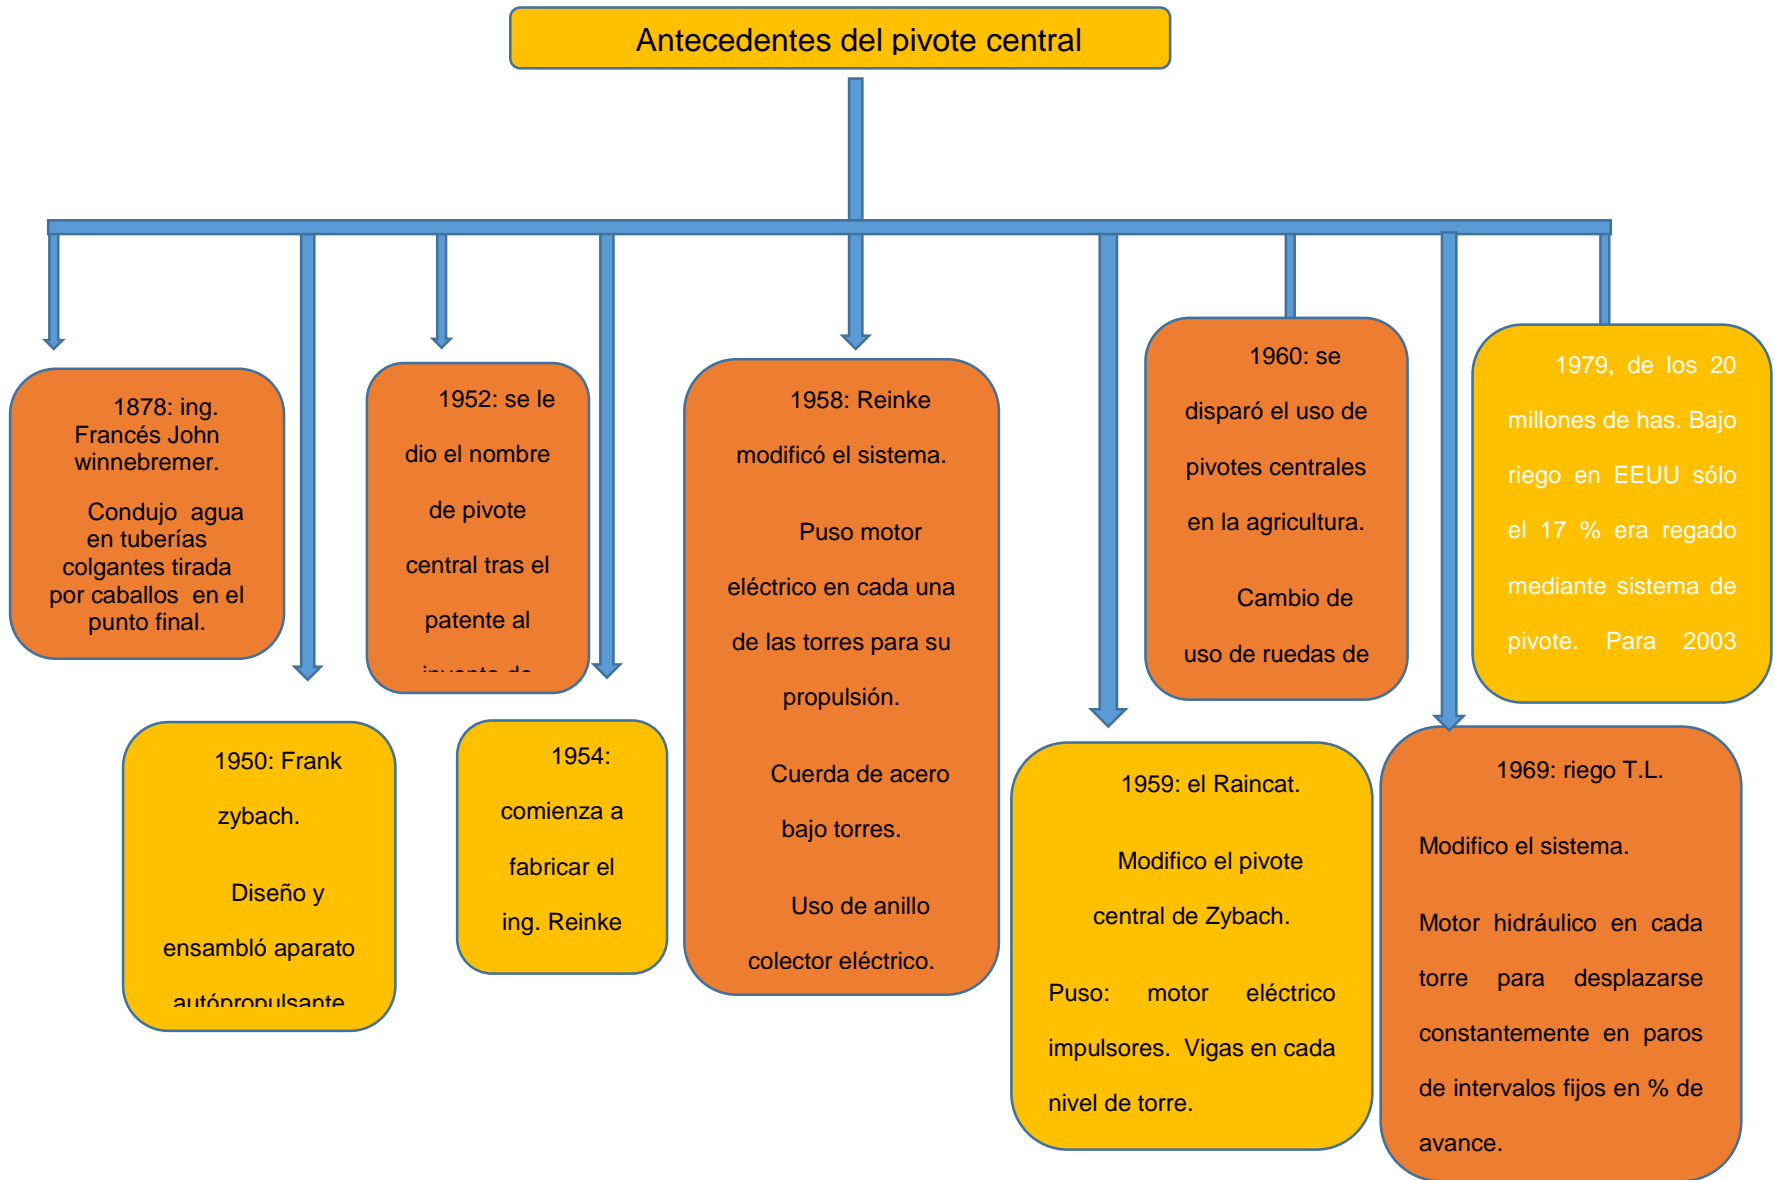 Antecedentes del pivote central
1878: ing.
Francés John
winnebremer.
Condujo agua
en tuberías
colgantes tirada
por caballos en el
punto final.
1950: Frank
zybach.
Diseño y
ensambló aparato
autópropulsante
1952: se le
dio el nombre
de pivote
central tras el
patente al
1954:
comienza a
fabricar el
ing. Reinke
1958: Reinke
modificó el sistema.
Puso motor
eléctrico en cada una
de las torres para su
propulsión.
Cuerda de acero
bajo torres.
Uso de anillo
colector eléctrico.
1959: el Raincat.
Modifico el pivote
central de Zybach.
Puso: motor eléctrico
impulsores. Vigas en cada
nivel de torre.
1960: se
disparó el uso de
pivotes centrales
en la agricultura.
Cambio de
uso de ruedas de
1969: riego T.L.
Modifico el sistema.
Motor hidráulico en cada
torre para desplazarse
constantemente en paros
de intervalos fijos en % de
avance.
1979, de los 20
millones de has. Bajo
riego en EEUU sólo
el 17 % era regado
mediante sistema de
pivote. Para 2003